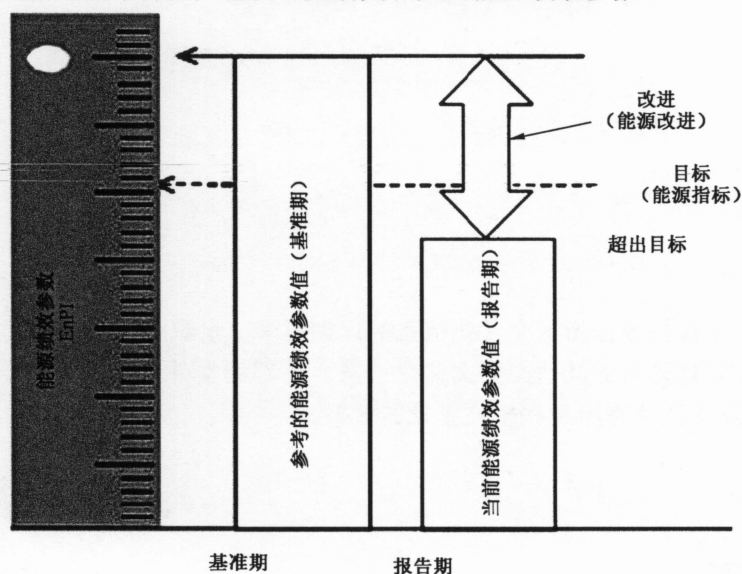 改进
（能源改进）
目标
（能源指标）
超出目标
能源绩效参数
EnPI
参考的能源绩效参数值（基准期）
当前能源绩效参数值（报告期）
基准期
报告期